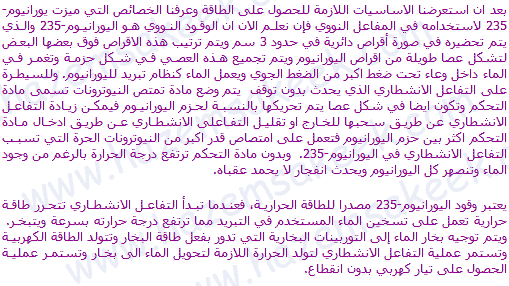 بعد ان استعرضنا الاساسيات اللازمة للحصول على الطاقة وعرفنا الخصائص التي ميزت يورانيوم-
235 لاستخدامه في المفاعل النووي فإن نعلم الان ان الوقود النووي هو اليورانيوم-235 والذي
يتم تحضيره في صورة أقراص دائرية في حدود 3 سم ويتم ترتيب هذه الاقراص فوق بعضها البعض
لتشكل عصا طويلة من اقراص اليورانيوم ويتم تجميع هذه العصي في شكل حزمة وتغمر في
الماء داخل وعاء تحت ضغط اكبر من الضغط الجوي ويعمل الماء كنظام تبريد لليورانيوم. وللسيطرة
على التفاعل الانشطاري الذي يحدث بدون توقف يتم وضع مادة تمتص النيوترونات تسمى مادة
التحكم وتكون ايضا في شكل عصا يتم تحريكها بالنسبة لحزم اليورانيوم فيمكن زيادة التفاعل
الانشطاري عن طريق سحبها للخارج او تقليل التفاعلي الانشطاري عن طريق ادخال مادة
التحكم اكثر بين حزم اليورانيوم فتعمل على امتصاص قدر اكبر من النيوترونات الحرة التي تسبب
التفاعل الانشطاري في اليورانيوم-235. وبدون مادة التحكم ترتفع درجة الحرارة بالرغم من وجود
الماء وتنصهر كل اليورانيوم ويحدث انفجار لا يحمد عقباه.
يعتبر وقود اليورانيوم-235 مصدرا للطاقة الحرارية، فعندما تبدأ التفاعل الانشطاري تتحرر طاقة
حرارية تعمل على تسخين الماء المستخدم في التبريد مما ترتفع درجة حرارته بسرعة ويتبخر.
ويتم توجيه بخار الماء إلى التوربينات البخارية التي تدور بفعل طاقة البخار وتتولد الطاقة الكهربية
وتستمر عملية التفاعل الانشطاري لتولد الحرارة اللازمة لتحويل الماء الى بخار وتستمر عملية
الحصول على تيار كهربي بدون انقطاع.